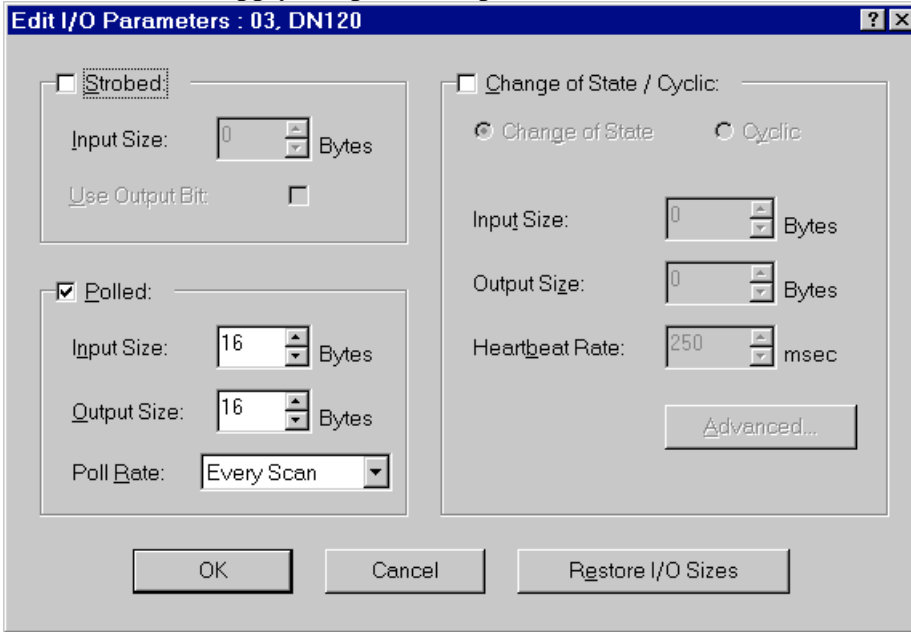 Edit I/O Parameters : 03, DN120
Strobed:
Input Size: 0 Bytes
Use Output Bit:
Polled:
Input Size: 16 Bytes
Output Size: 16 Bytes
Poll Rate: Every Scan
Change of State / Cyclic:
Change of State Cyclic
Input Size: 0 Bytes
Output Size: 0 Bytes
Heartbeat Rate: 250 msec
Advanced...
OK Cancel Restore I/O Sizes